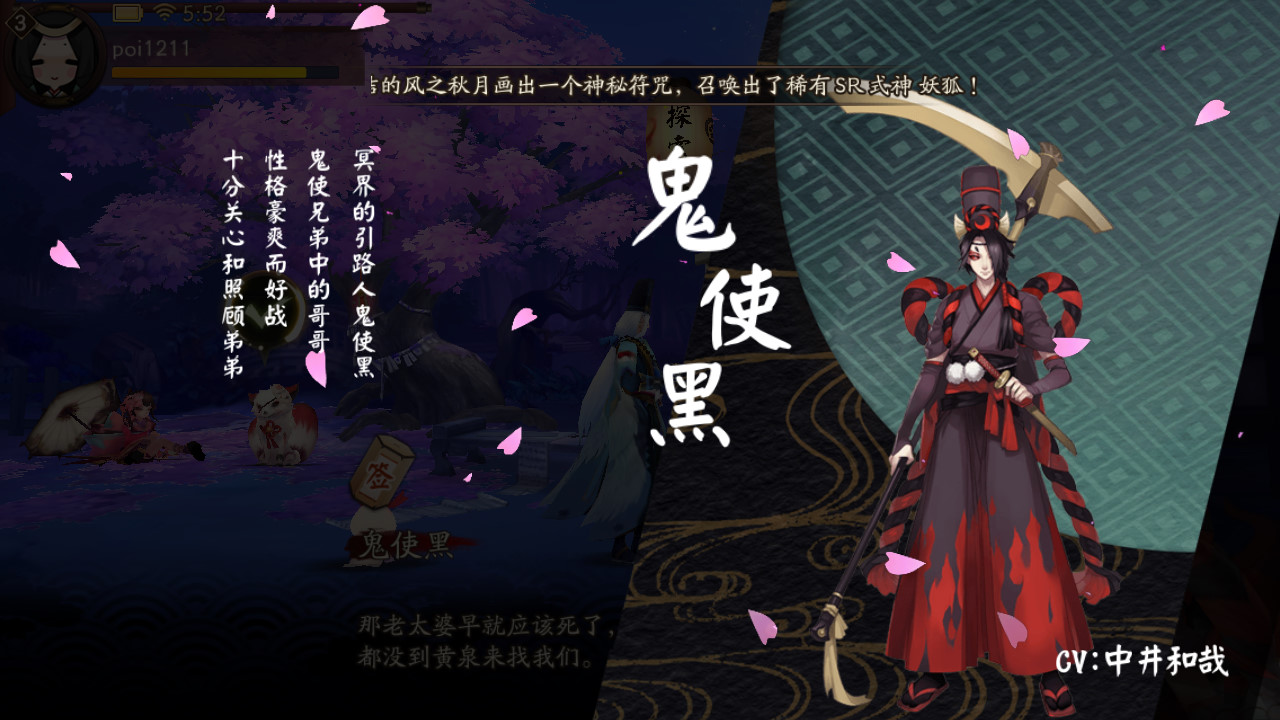 3
5:52
poi1211
的风之秋月画出一个神秘符咒，召唤出了稀有SR式神 妖狐！
探
鬼使黑
冥界的引路人鬼使黑
鬼使兄弟中的哥哥
性格豪爽而好战
十分关心和照顾弟弟
签
鬼使黑
那老太婆早就应该死了，
都没到黄泉来找我们。
CV:中井和哉